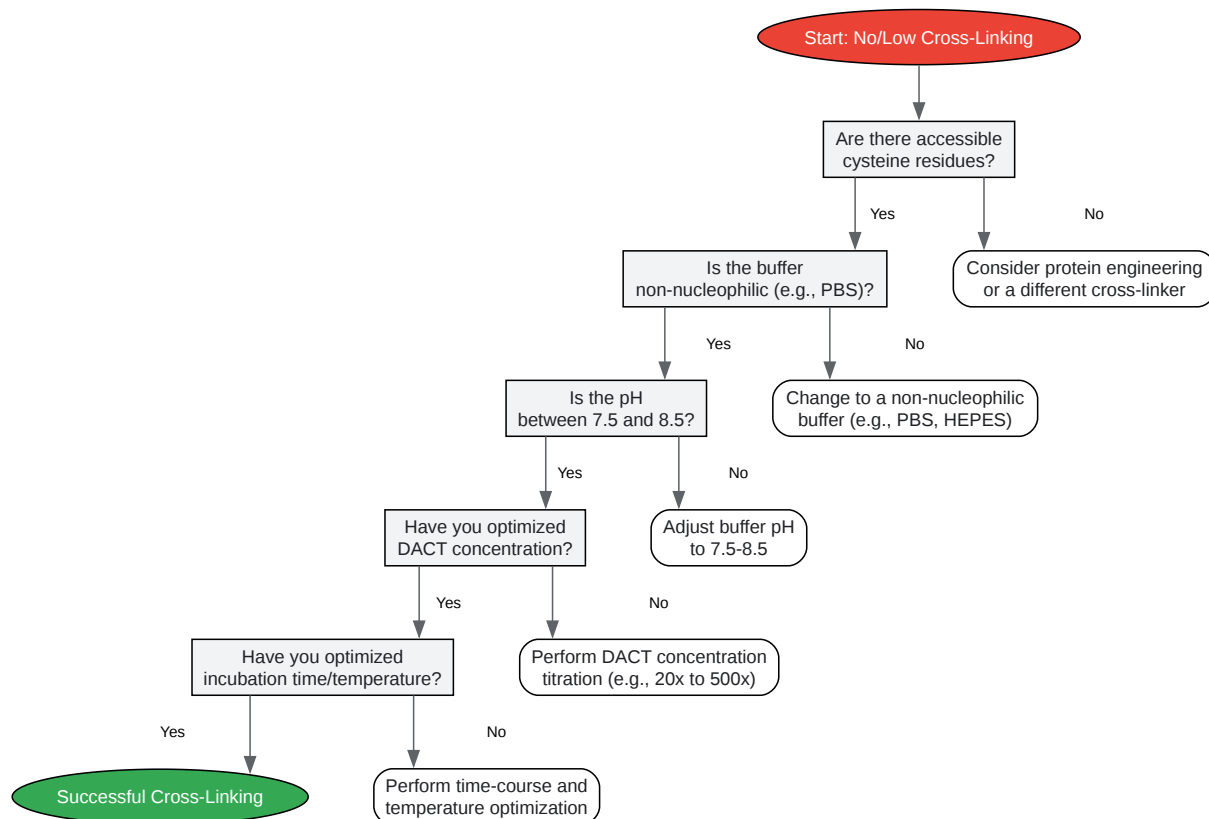 Start: No/Low Cross-Linking
Are there accessible
cysteine residues?
Yes
No
Is the buffer
non-nucleophilic (e.g., PBS)?
Consider protein engineering
or a different cross-linker
Yes
No
Is the pH
between 7.5 and 8.5?
Change to a non-nucleophilic
buffer (e.g., PBS, HEPES)
Yes
No
Have you optimized
DACT concentration?
Adjust buffer pH
to 7.5-8.5
Yes
No
Have you optimized
incubation time/temperature?
Perform DACT concentration
titration (e.g., 20x to 500x)
Yes
No
Successful Cross-Linking
Perform time-course and
temperature optimization